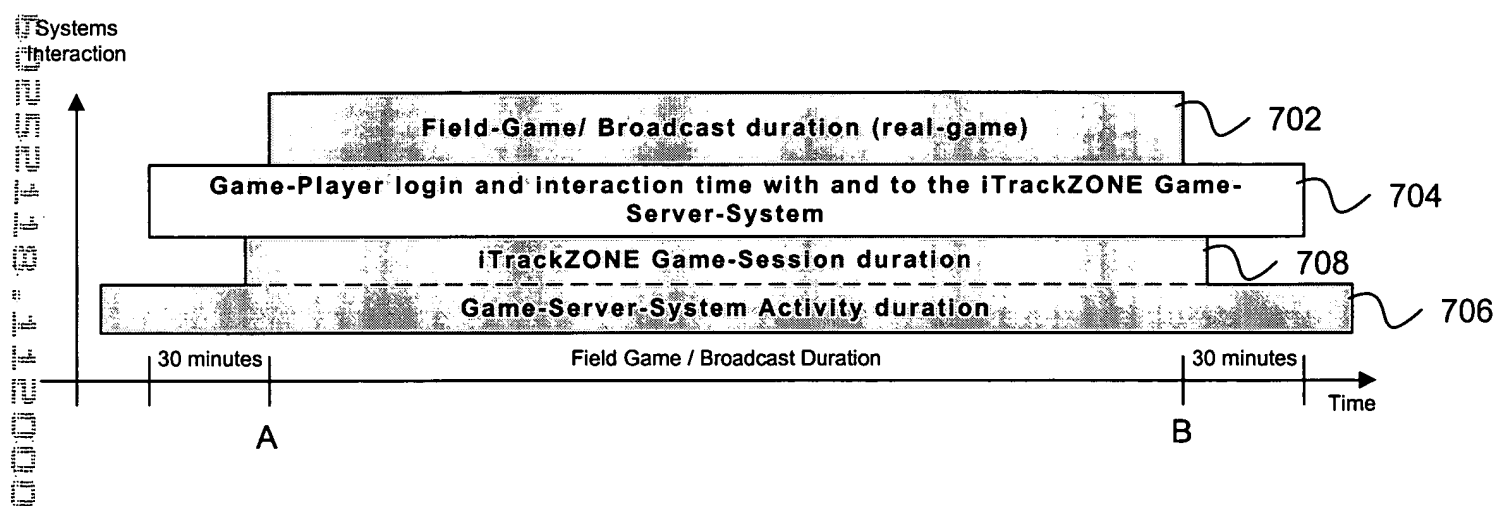 Systems
Interaction
Field-Game/ Broadcast duration (real-game)
702
Game-Player login and interaction time with and to the iTrackZONE Game-
Server-System
704
iTrackZONE Game-Session duration
708
Game-Server-System Activity duration
706
30 minutes
Field Game / Broadcast Duration
30 minutes
Time
A
B